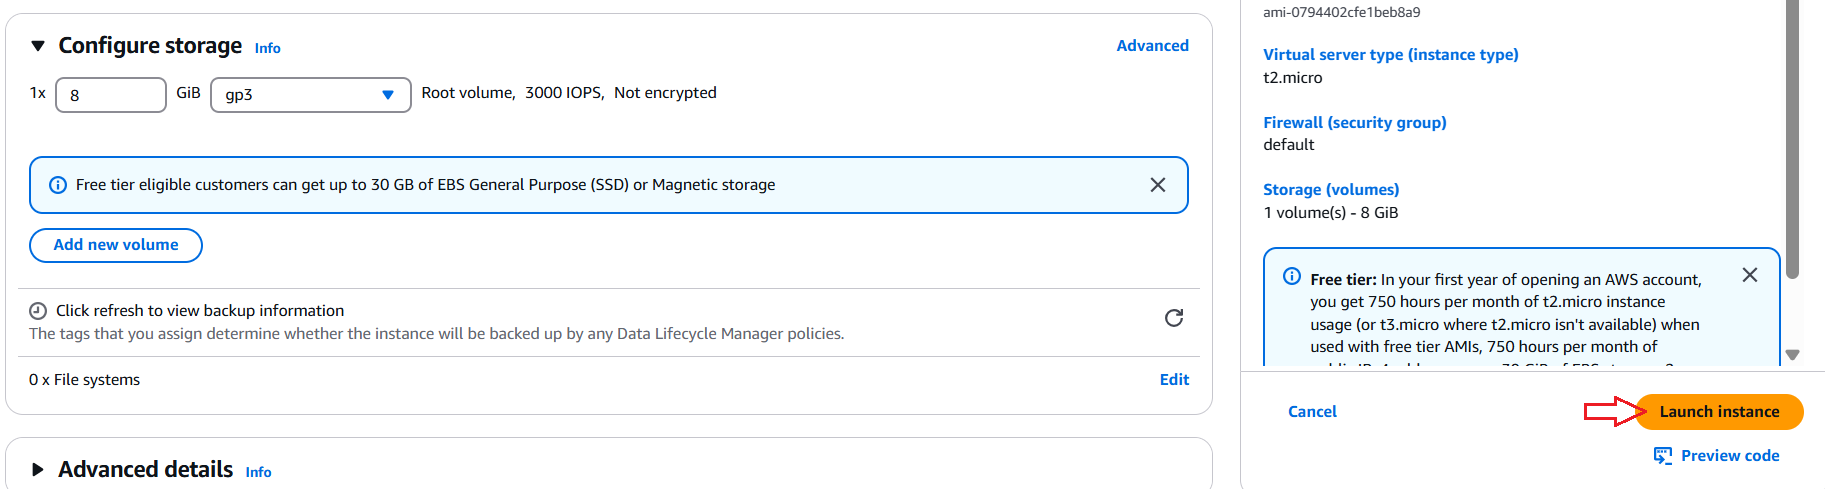 Configure storage Info
Advanced
1x 8 GiB gp3 Root volume, 3000 IOPS, Not encrypted
Free tier eligible customers can get up to 30 GB of EBS General Purpose (SSD) or Magnetic storage
Add new volume
Click refresh to view backup information
The tags that you assign determine whether the instance will be backed up by any Data Lifecycle Manager policies.
0 x File systems
Edit
Advanced details Info
ami-0794402cfe1beb8a9
Virtual server type (instance type)
t2.micro
Firewall (security group)
default
Storage (volumes)
1 volume(s) - 8 GiB
Free tier: In your first year of opening an AWS account,
you get 750 hours per month of t2.micro instance
usage (or t3.micro where t2.micro isn't available) when
used with free tier AMIs, 750 hours per month of
Cancel
Launch instance
Preview code